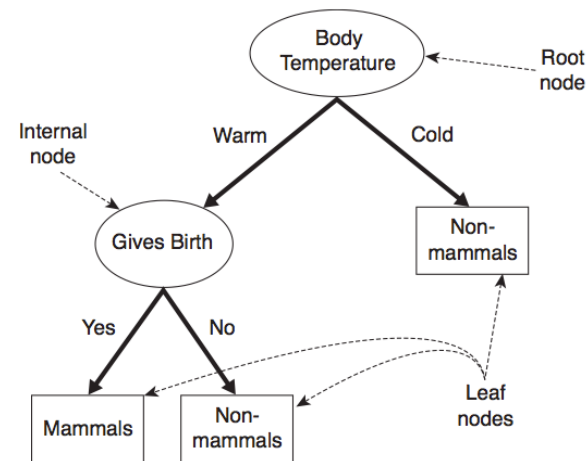 Body
Temperature
Root
node
Internal
node
Warm
Cold
Gives Birth
Non-
mammals
Yes
No
Mammals
Non-
mammals
Leaf
nodes